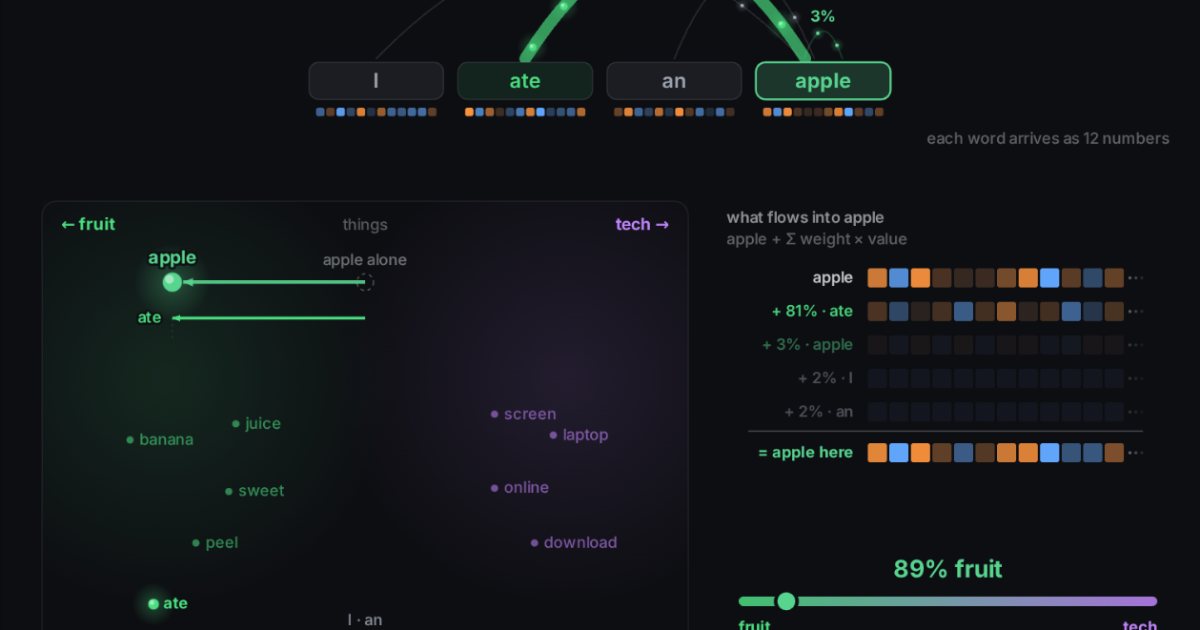 3%
I
ate
an
apple
each word arrives as 12 numbers
← fruit
things
tech →
apple
apple alone
ate
juice
banana
sweet
peel
ate
screen
laptop
online
download
I · an
what flows into apple
apple + Σ weight × value
apple
+ 81% · ate
+ 3% · apple
+ 2% · I
+ 2% · an
= apple here
89% fruit
fruit
tech